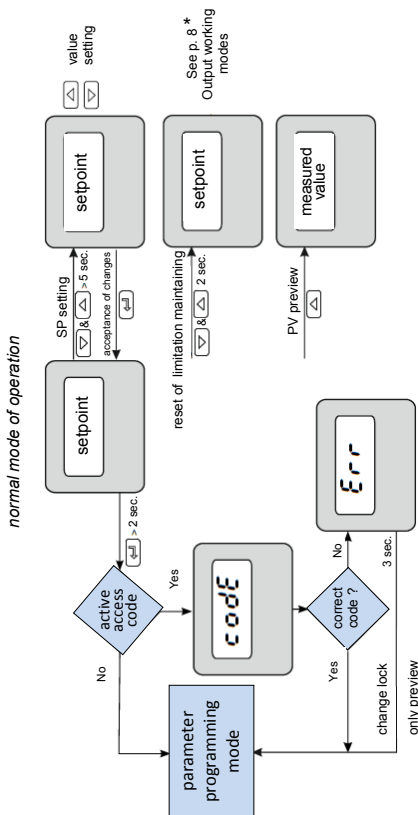 normal mode of operation
setpoint
SP setting
& > 5 sec.
acceptance of changes
setpoint
value
setting
reset of limitation maintaining
& 2 sec.
setpoint
See p. 8 *
Output working
modes
PV preview
measured
value
> 2 sec.
active
access
code
No
Yes
codE
correct
code ?
No
Yes
Err
3 sec.
change lock
only preview
parameter
programming
mode